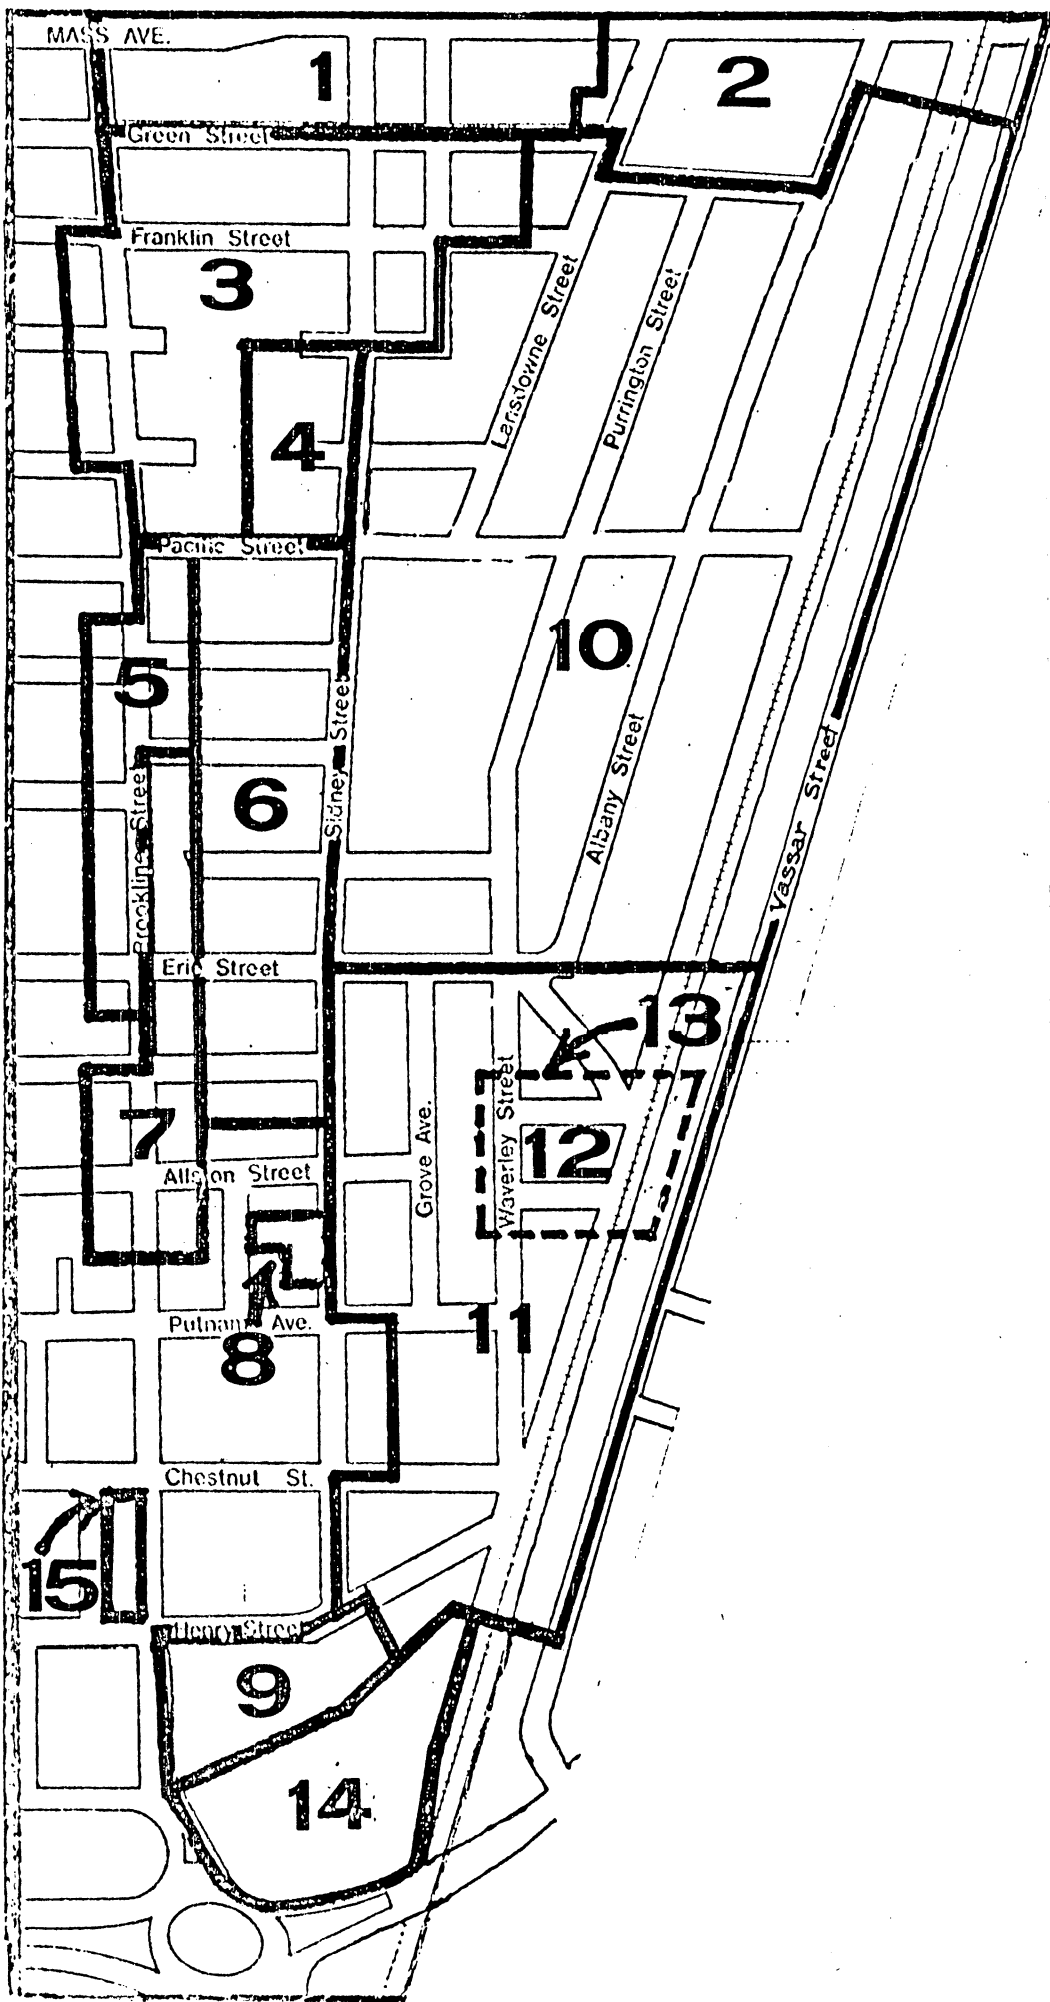 MASS AVE.
1
2
Green Street
Franklin Street
3
Lansdowne Street
Purrington Street
4
Pacific Street
10
5
Sidney Street
6
Brookline Street
Albany Street
Vassar Street
Erie Street
13
7
Grove Ave.
Waverley Street
12
Allston Street
Putnam Ave.
11
8
Chestnut St.
15
Henry Street
9
14